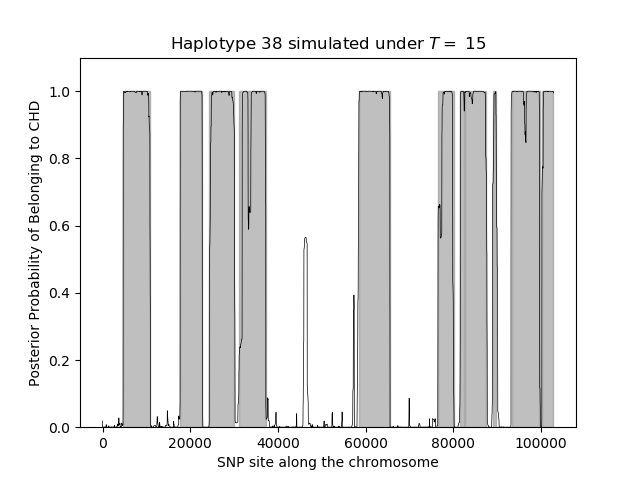 Haplotype 38 simulated under T = 15
Posterior Probability of Belonging to CHD
1.0
0.8
0.6
0.4
0.2
0.0
0 20000 40000 60000 80000 100000
SNP site along the chromosome